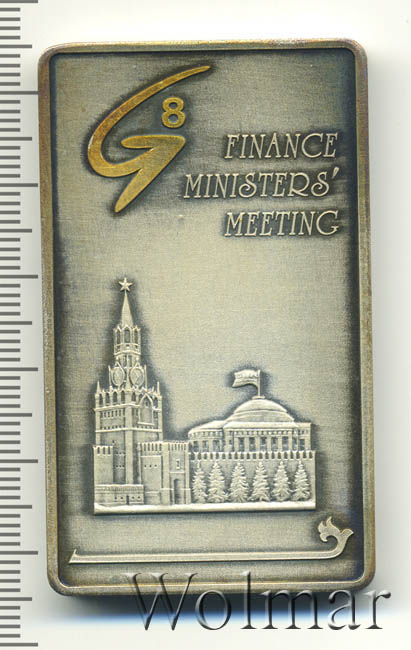 G8
FINANCE
MINISTERS'
MEETING
Wolmar